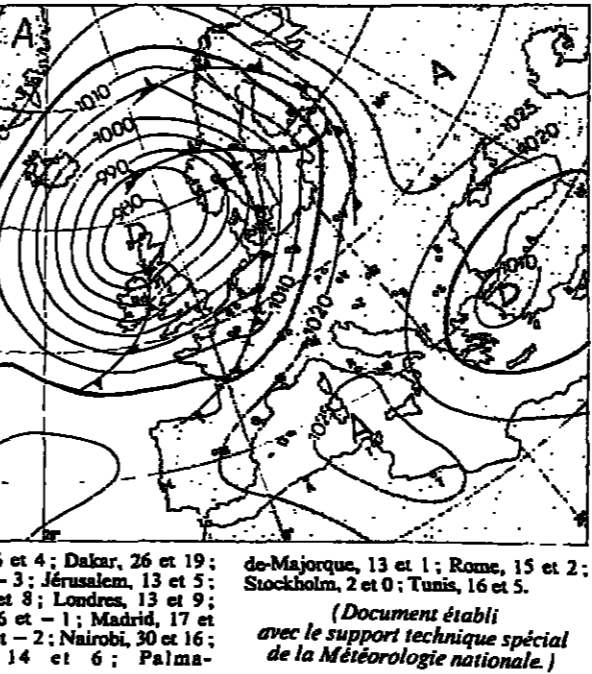 A
1010
1000
990
980
D
A
1025
1020
1010
D
1010
1020
1025
A
et 4 ; Dakar, 26 et 19 ;
– 3 ; Jérusalem, 13 et 5 ;
et 8 ; Londres, 13 et 9 ;
et – 1 ; Madrid, 17 et
– 2 ; Nairobi, 30 et 16 ;
14 et 6 ; Palma-
de-Majorque, 13 et 1 ; Rome, 15 et 2 ;
Stockholm, 2 et 0 ; Tunis, 16 et 5.
(Document établi
avec le support technique spécial
de la Météorologie nationale.)